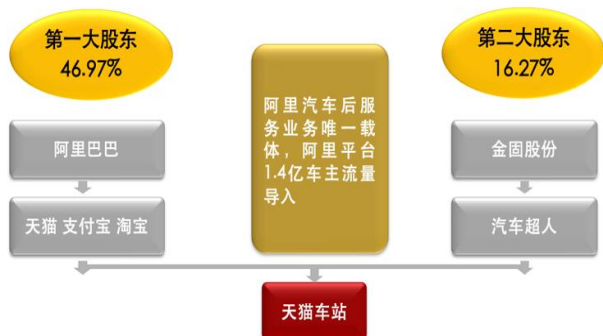 第一大股东
46.97%
阿里巴巴
天猫 支付宝 淘宝
阿里汽车后服
务业务唯一载
体，阿里平台
1.4亿车主流量
导入
第二大股东
16.27%
金固股份
汽车超人
天猫车站